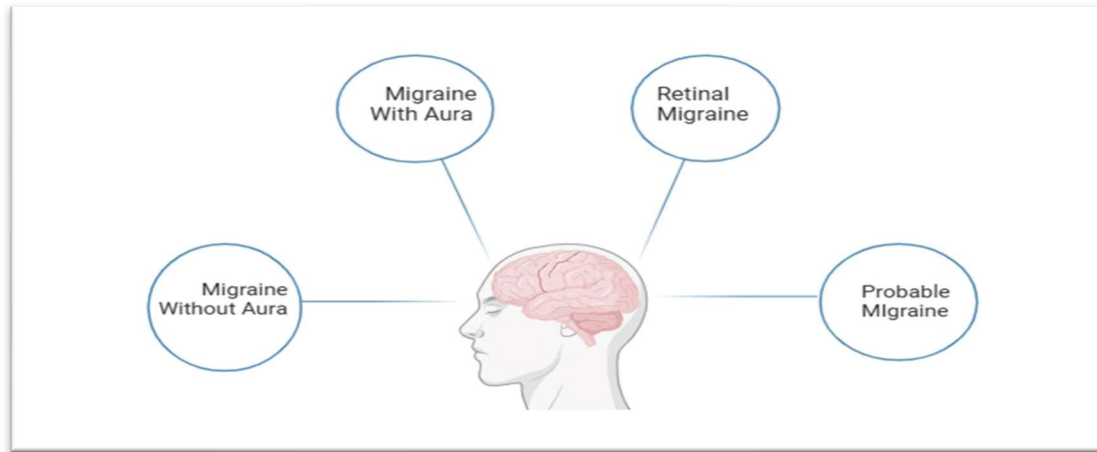 Migraine
With Aura
Retinal
Migraine
Migraine
Without Aura
Probable
MIgraine